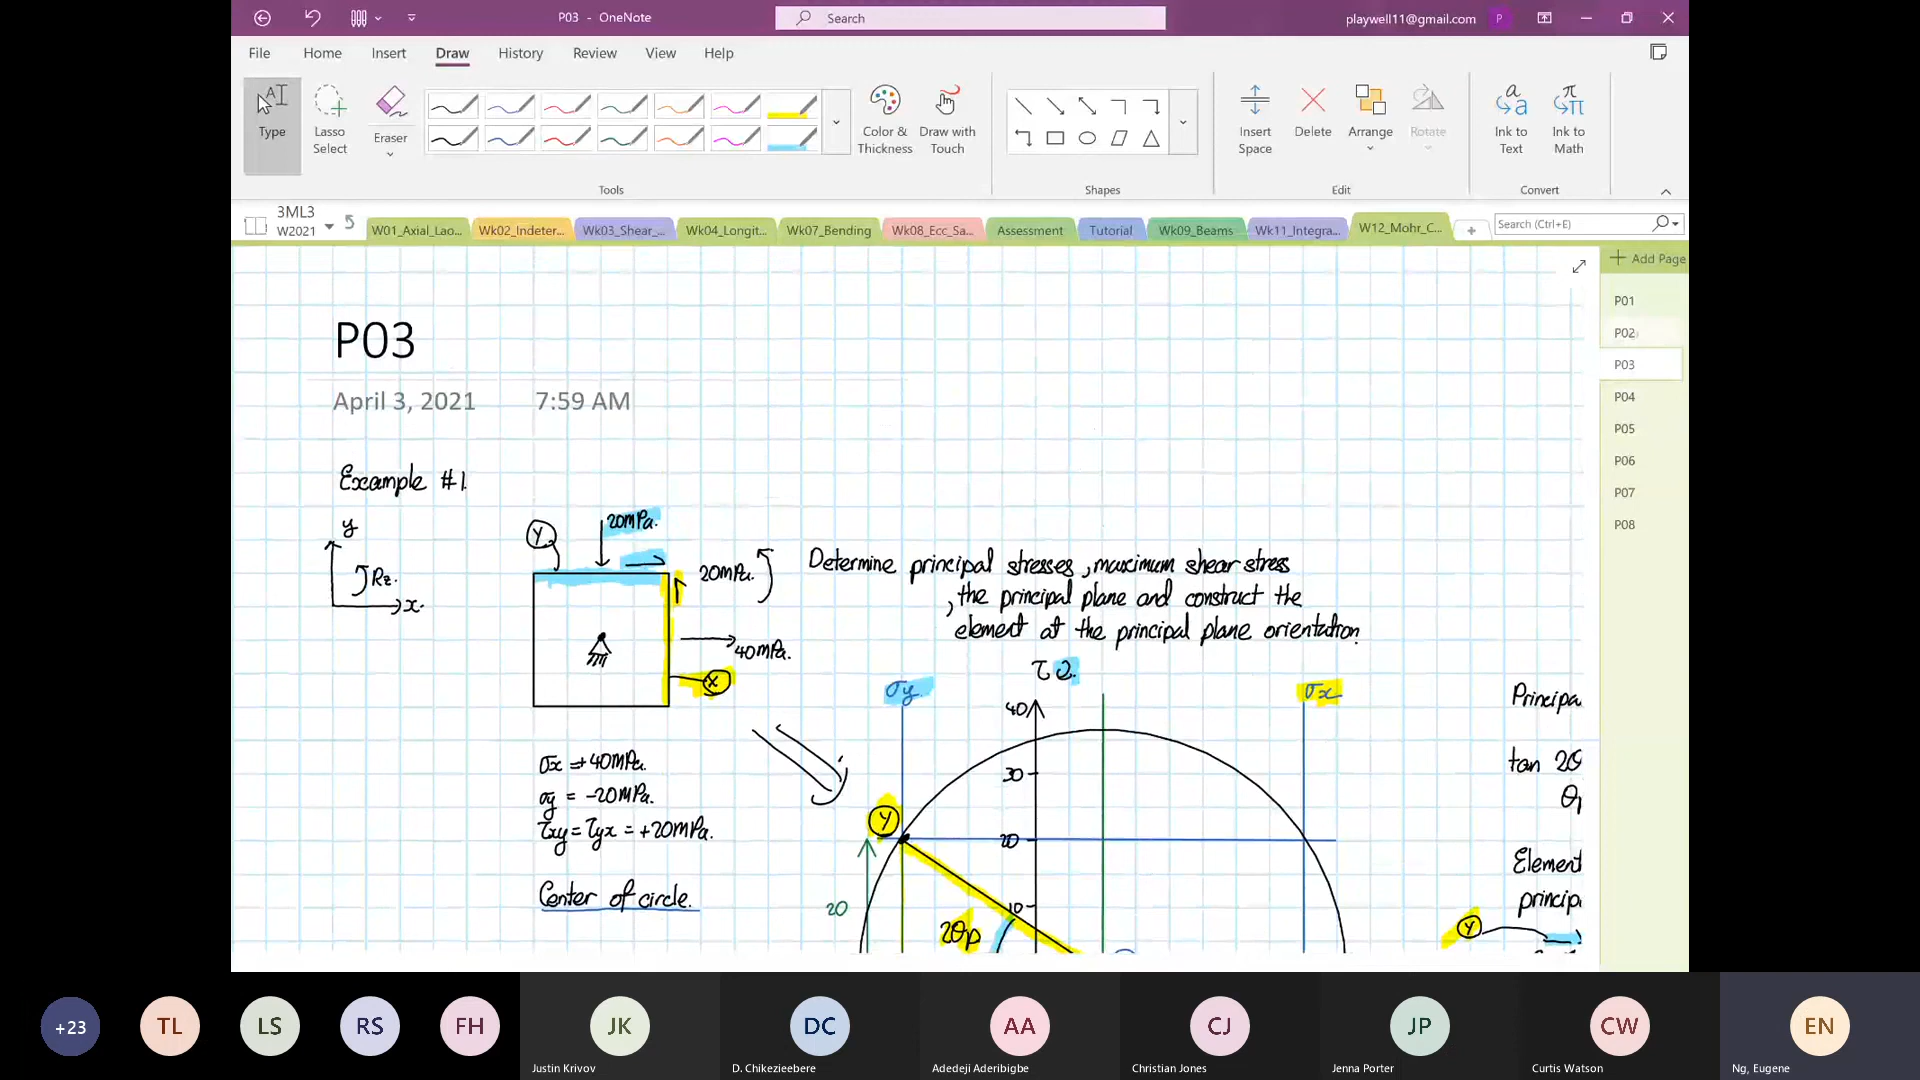 P03 - OneNote
Search
playwell11@gmail.com
P
File
Home
Insert
Draw
History
Review
View
Help
Type
Lasso Select
Eraser
Color & Thickness
Draw with Touch
Insert Space
Delete
Arrange
Rotate
Ink to Text
Ink to Math
Tools
Shapes
Edit
Convert
3ML3 W2021
W01_Axial_Lao...
Wk02_Indeter...
Wk03_Shear_...
Wk04_Longit...
Wk07_Bending
Wk08_Ecc_Sa...
Assessment
Tutorial
Wk09_Beams
Wk11_Integra...
W12_Mohr_C...
Search (Ctrl+E)
Add Page
P01
P02
P03
P04
P05
P06
P07
P08
P03
April 3, 2021
7:59 AM
Example #1.
y
Rz.
x.
Y
20MPa.
20MPa.
40MPa.
X
Determine principal stresses, maximum shear stress
, the principal plane and construct the
element at the principal plane orientation.
σx = +40MPa.
σy = -20MPa.
τxy = τyx = +20MPa.
Center of circle.
τ
σy
σx
40
30
20
10
Y
20
2θp
Principa
tan 2θ
θp
Element
princip
Y
+23
TL
LS
RS
FH
JK
Justin Krivov
DC
D. Chikezieebere
AA
Adedeji Aderibigbe
CJ
Christian Jones
JP
Jenna Porter
CW
Curtis Watson
EN
Ng, Eugene